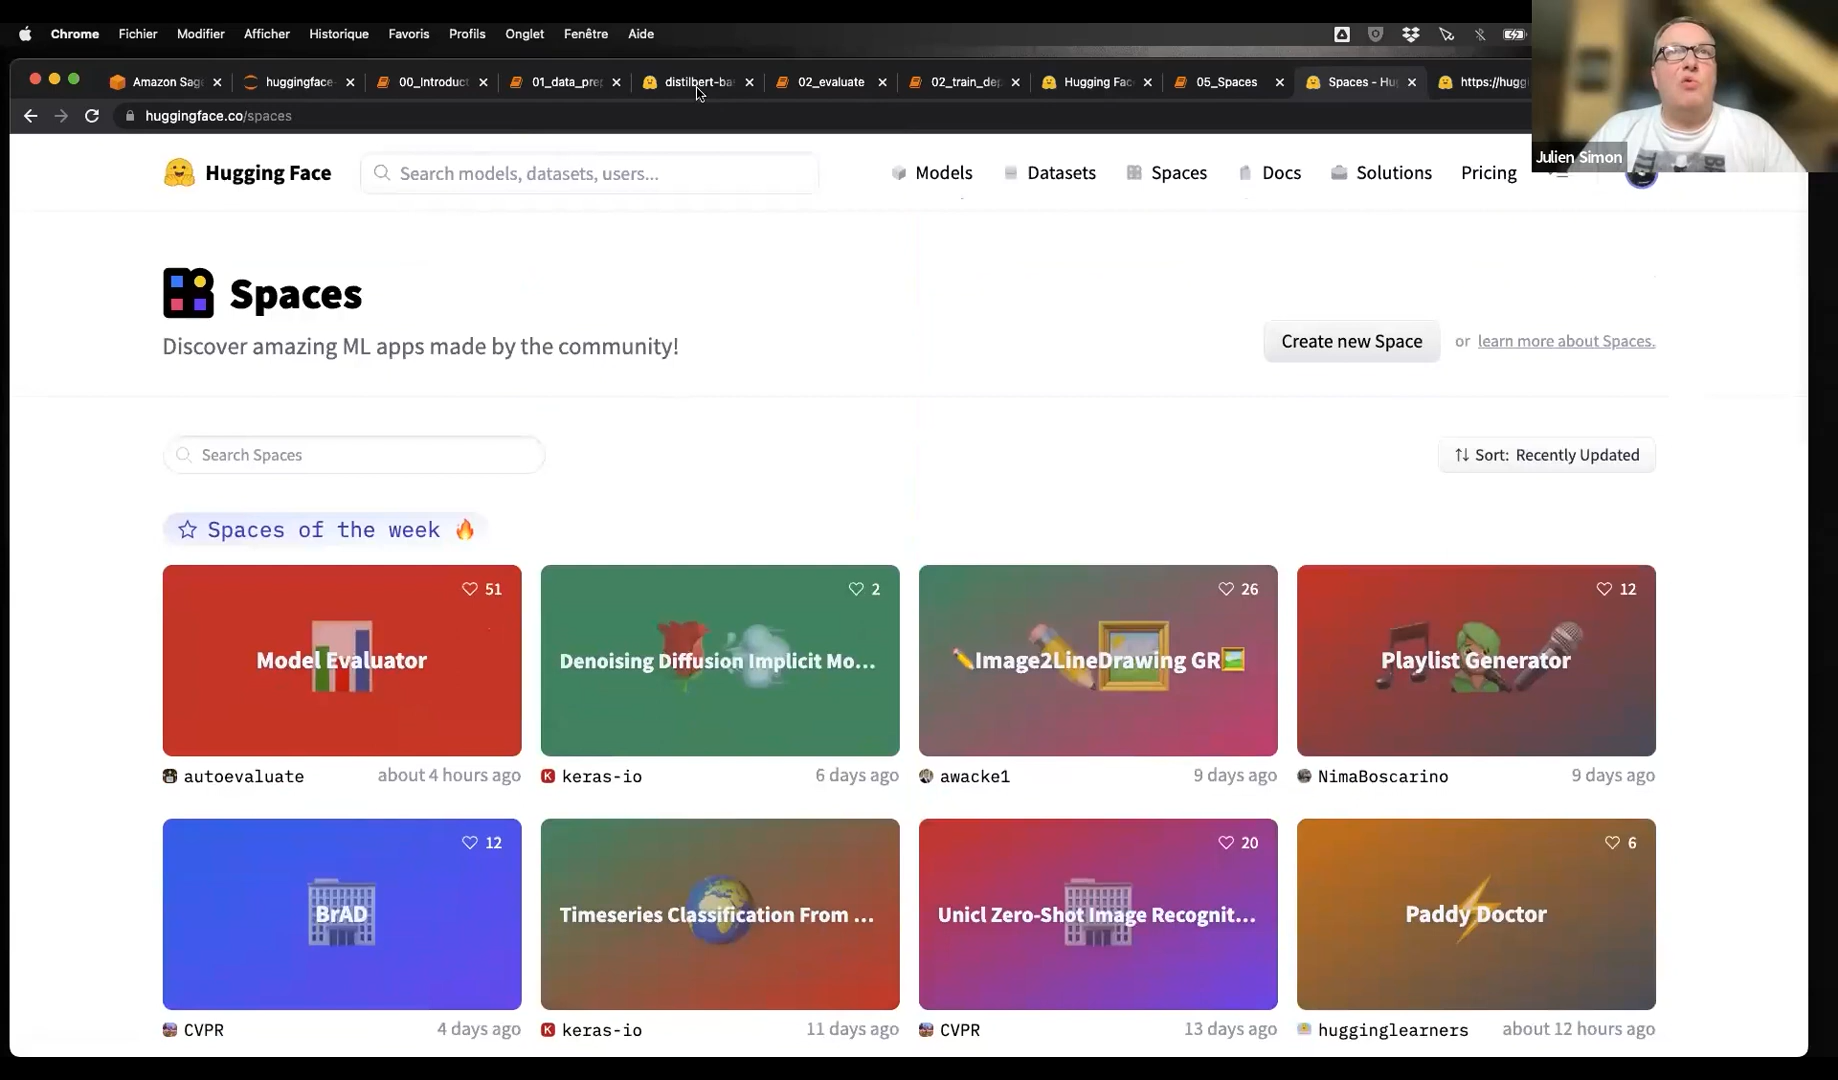 Chrome Fichier Modifier Afficher Historique Favoris Profils Onglet Fenêtre Aide
Amazon Sag huggingface- 00_Introduct 01_data_prep distilbert-ba 02_evaluate 02_train_dep Hugging Fac 05_Spaces Spaces - Hu https://hugg
huggingface.co/spaces
Julien Simon
Hugging Face Search models, datasets, users... Models Datasets Spaces Docs Solutions Pricing
Spaces
Discover amazing ML apps made by the community!
Create new Space or learn more about Spaces.
Search Spaces
Sort: Recently Updated
Spaces of the week
51 2 26 12
Model Evaluator Denoising Diffusion Implicit Mo... Image2LineDrawing GR Playlist Generator
autoevaluate about 4 hours ago keras-io 6 days ago awacke1 9 days ago NimaBoscarino 9 days ago
12 20 6
BrAD Timeseries Classification From ... Unicl Zero-Shot Image Recognit... Paddy Doctor
CVPR 4 days ago keras-io 11 days ago CVPR 13 days ago hugginglearners about 12 hours ago